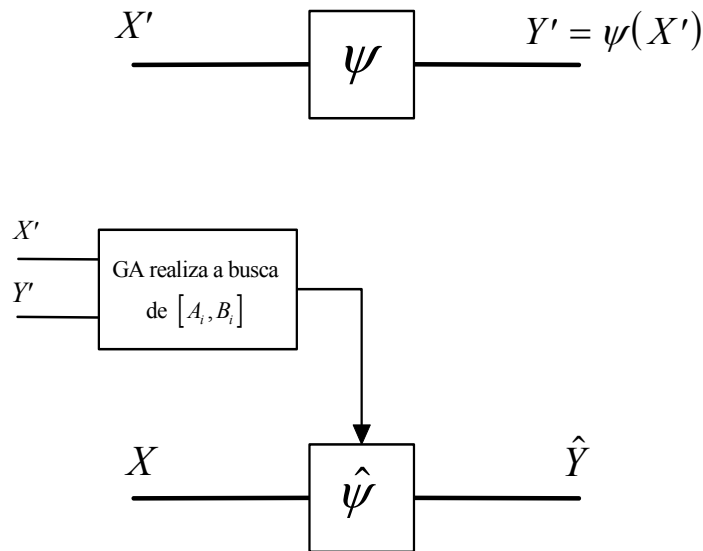 X′ ψ Y′ = ψ(X′)
X′
Y′
GA realiza a busca
de [A_i, B_i]
X ψ̂ Ŷ